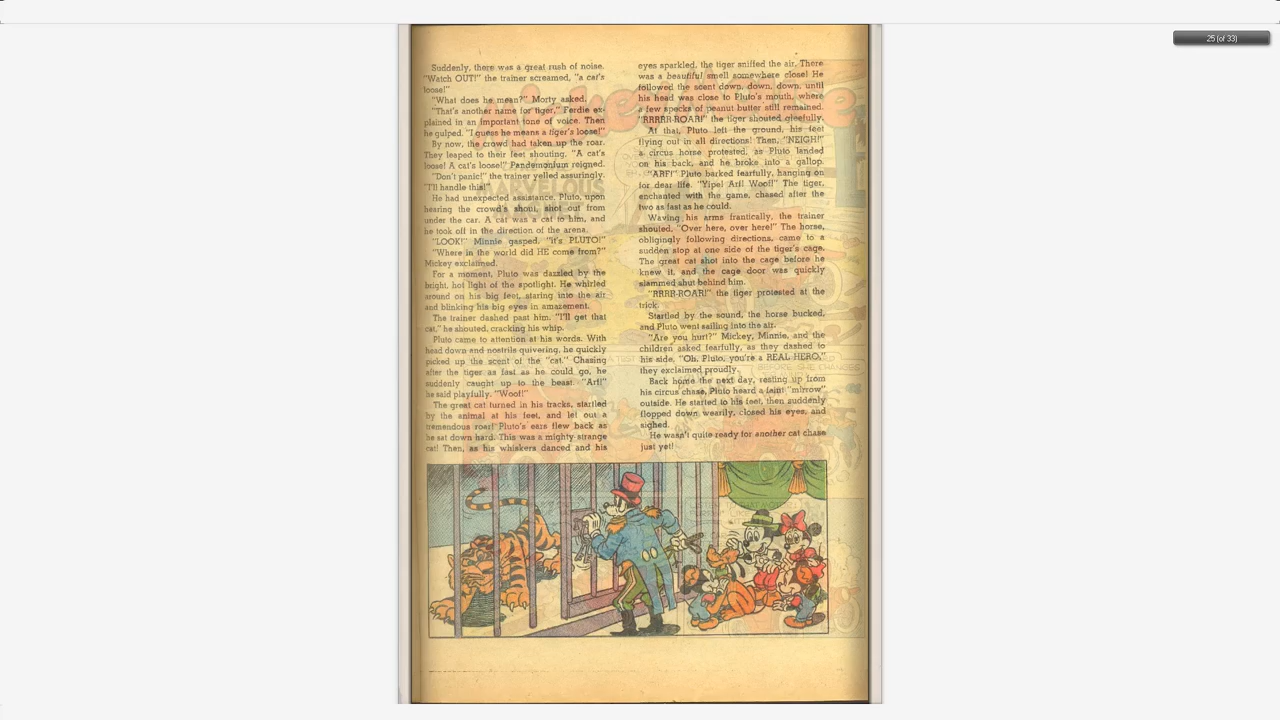 25 (of 33)
Suddenly, there was a great rush of noise.
"Watch OUT!" the trainer screamed, "a cat's
loose!"
"What does he mean?" Morty asked.
"That's another name for tiger," Ferdie ex-
plained in an important tone of voice. Then
he gulped. "I guess he means a tiger's loose!"
By now, the crowd had taken up the roar.
They leaped to their feet shouting. "A cat's
loose! A cat's loose!" Pandemonium reigned.
"Don't panic!" the trainer yelled assuringly.
"I'll handle this!"
He had unexpected assistance. Pluto, upon
hearing the crowd's shout, shot out from
under the car. A cat was a cat to him, and
he took off in the direction of the arena.
"LOOK!" Minnie gasped. "It's PLUTO!"
"Where in the world did HE come from?"
Mickey exclaimed.
For a moment, Pluto was dazzled by the
bright, hot light of the spotlight. He whirled
around on his big feet, staring into the air
and blinking his big eyes in amazement.
The trainer dashed past him. "I'll get that
cat," he shouted, cracking his whip.
Pluto came to attention at his words. With
head down and nostrils quivering, he quickly
picked up the scent of the "cat." Chasing
after the tiger as fast as he could go, he
suddenly caught up to the beast. "Arf!"
he said playfully. "Woof!"
The great cat turned in his tracks, startled
by the animal at his feet, and let out a
tremendous roar! Pluto's ears flew back as
he sat down hard. This was a mighty strange
cat! Then, as his whiskers danced and his
eyes sparkled, the tiger sniffed the air. There
was a beautiful smell somewhere close! He
followed the scent down, down, down, until
his head was close to Pluto's mouth, where
a few specks of peanut butter still remained.
"RRRRR-ROAR!" the tiger shouted gleefully.
At that, Pluto left the ground, his feet
flying out in all directions! Then, "NEIGH!"
a circus horse protested, as Pluto landed
on his back, and he broke into a gallop.
"ARF!" Pluto barked fearfully, hanging on
for dear life. "Yipe! Arf! Woof!" The tiger,
enchanted with the game, chased after the
two as fast as he could.
Waving his arms frantically, the trainer
shouted, "Over here, over here!" The horse,
obligingly following directions, came to a
sudden stop at one side of the tiger's cage.
The great cat shot into the cage before he
knew it, and the cage door was quickly
slammed shut behind him.
"RRRR-ROAR!" the tiger protested at the
trick.
Startled by the sound, the horse bucked,
and Pluto went sailing into the air.
"Are you hurt?" Mickey, Minnie, and the
children asked fearfully, as they dashed to
his side. "Oh, Pluto, you're a REAL HERO,"
they exclaimed proudly.
Back home the next day, resting up from
his circus chase, Pluto heard a faint "mirrow"
outside. He started to his feet, then suddenly
flopped down wearily, closed his eyes, and
sighed.
He wasn't quite ready for another cat chase
just yet!